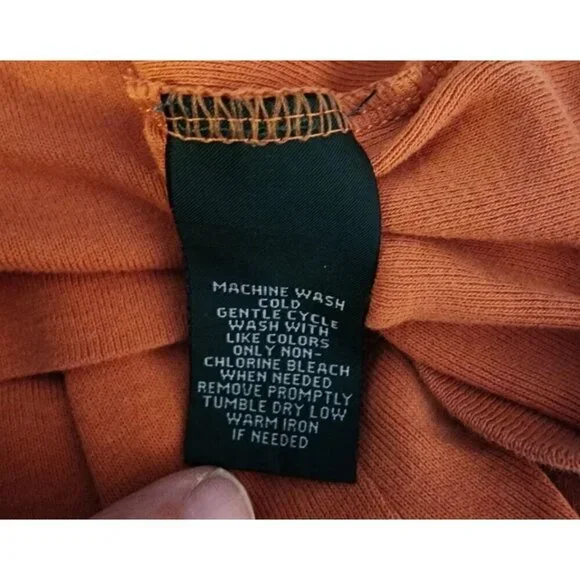 MACHINE WASH
COLD
GENTLE CYCLE
WASH WITH
LIKE COLORS
ONLY NON-
CHLORINE BLEACH
WHEN NEEDED
REMOVE PROMPTLY
TUMBLE DRY LOW
WARM IRON
IF NEEDED